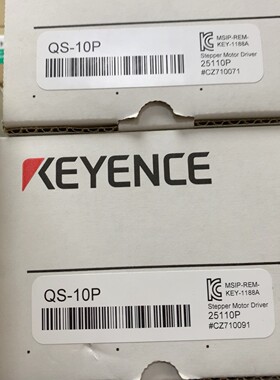 QS-10P
MSIP-REM-
KEY-1188A
Stepper Motor Driver
25110P
#CZ710071
KEYENCE
QS-10P
MSIP-REM-
KEY-1188A
Stepper Motor Driver
25110P
#CZ710091